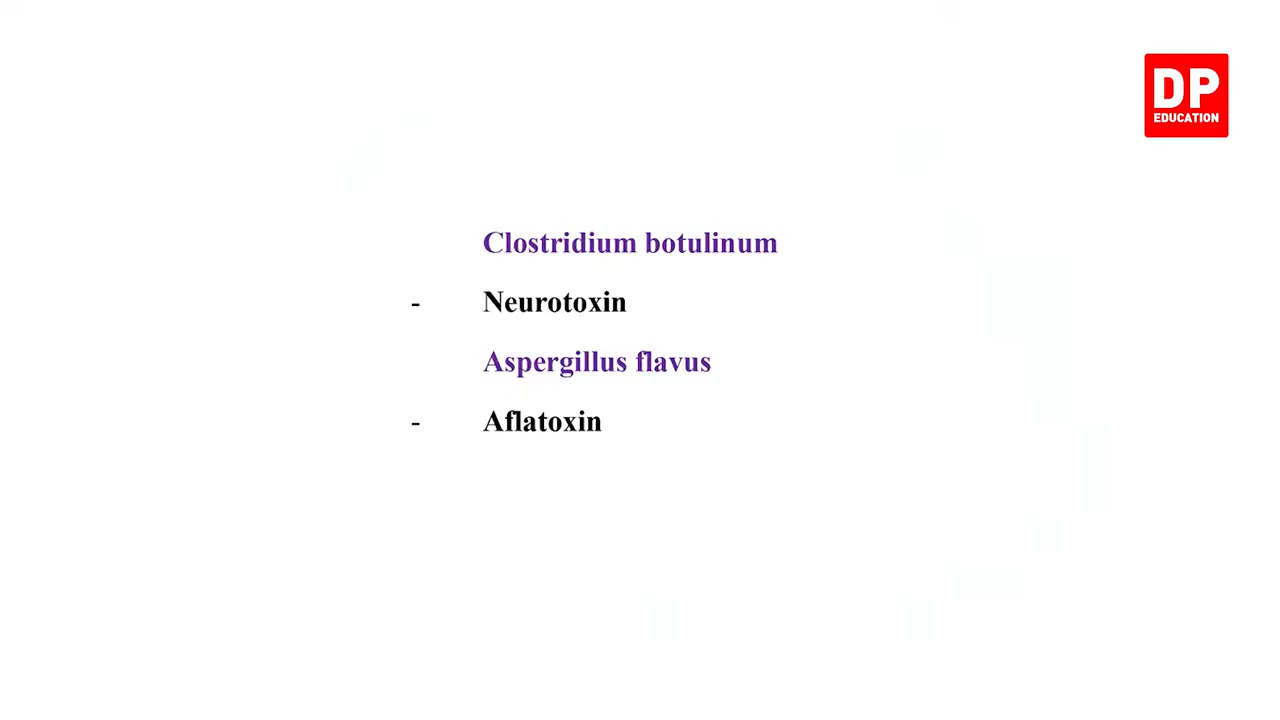 DP
EDUCATION
Clostridium botulinum
- Neurotoxin
Aspergillus flavus
- Aflatoxin